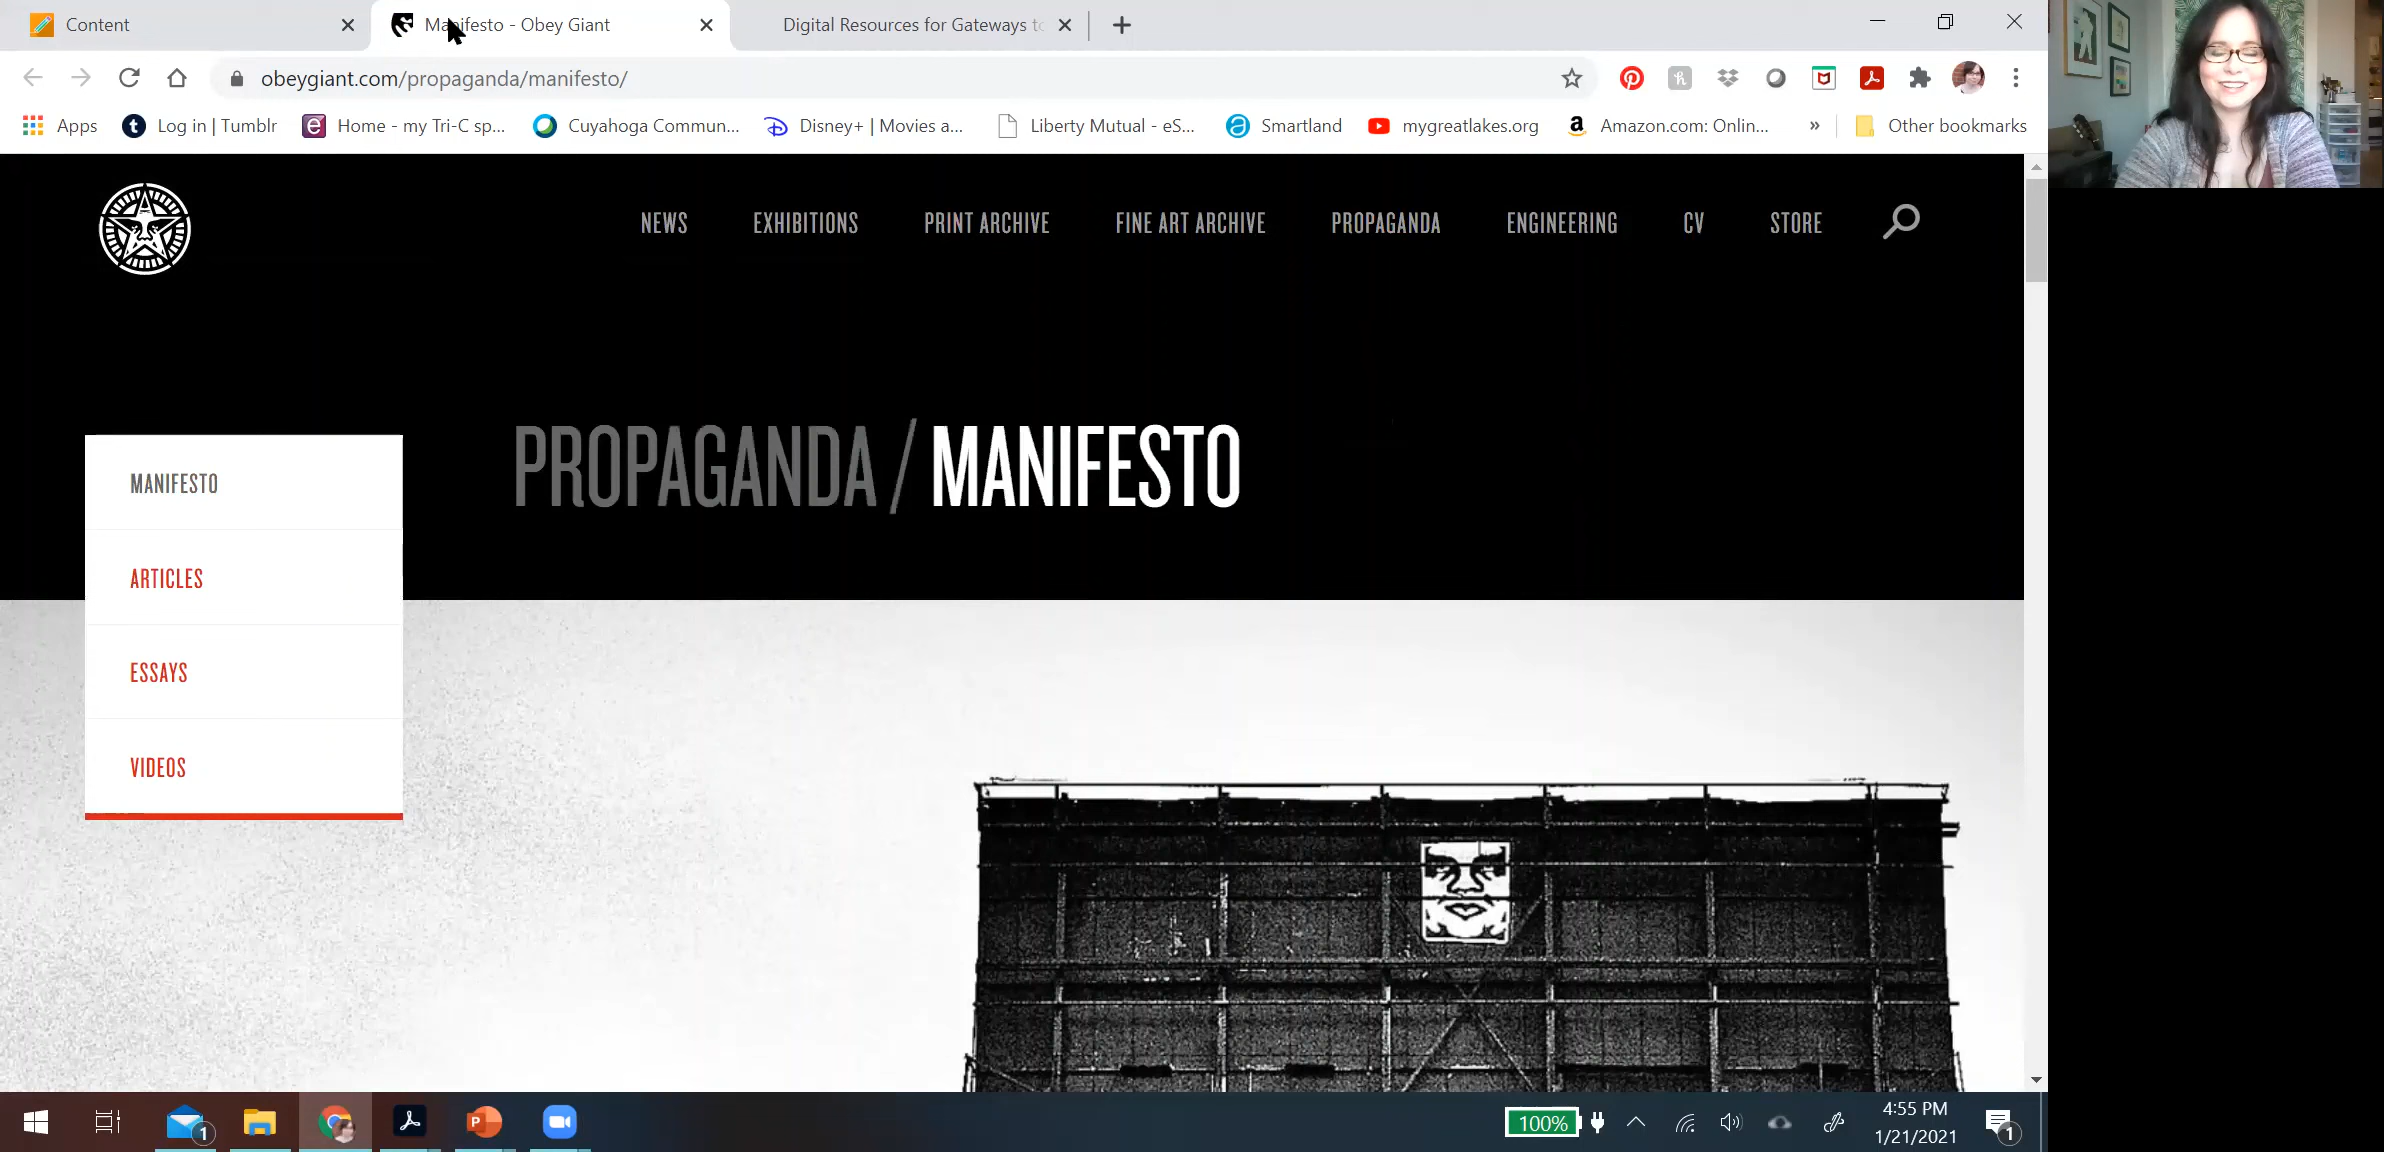 Content
Manifesto - Obey Giant
Digital Resources for Gateways to
obeygiant.com/propaganda/manifesto/
Apps
Log in | Tumblr
Home - my Tri-C sp...
Cuyahoga Commun...
Disney+ | Movies a...
Liberty Mutual - eS...
Smartland
mygreatlakes.org
Amazon.com: Onlin...
»
Other bookmarks
NEWS
EXHIBITIONS
PRINT ARCHIVE
FINE ART ARCHIVE
PROPAGANDA
ENGINEERING
CV
STORE
PROPAGANDA / MANIFESTO
MANIFESTO
ARTICLES
ESSAYS
VIDEOS
1
100%
4:55 PM
1/21/2021
1